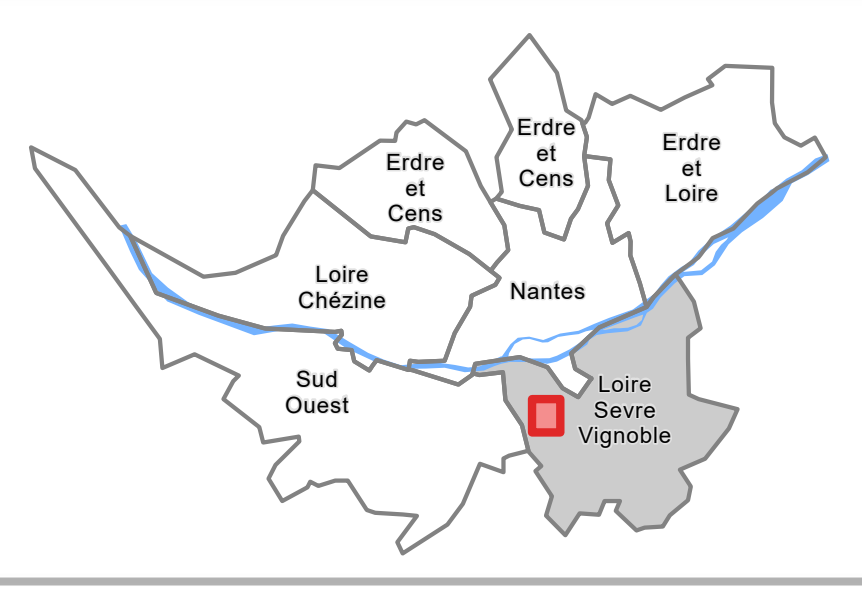 Erdre
et
Cens
Erdre
et
Loire
Erdre
et
Cens
Loire
Chézine
Nantes
Sud
Ouest
Loire
Sevre
Vignoble